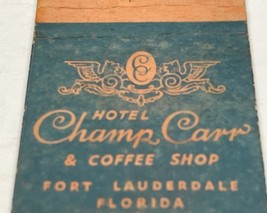 HOTEL
Champ Carr
& COFFEE SHOP
FORT LAUDERDALE
FLORIDA